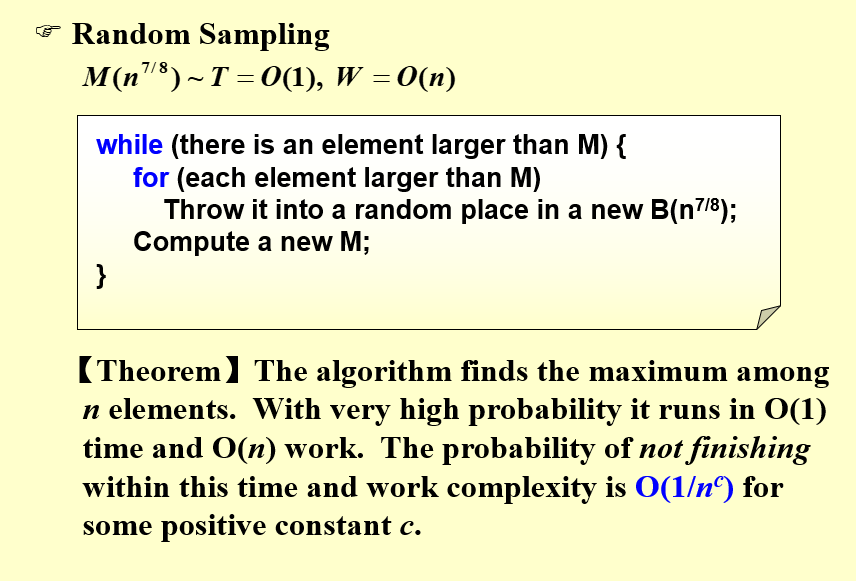 ☞ Random Sampling
M(n^{7/8}) ~ T = O(1), W = O(n)
while (there is an element larger than M) {
for (each element larger than M)
Throw it into a random place in a new B(n^{7/8});
Compute a new M;
}
【Theorem】The algorithm finds the maximum among
n elements. With very high probability it runs in O(1)
time and O(n) work. The probability of not finishing
within this time and work complexity is O(1/n^c) for
some positive constant c.